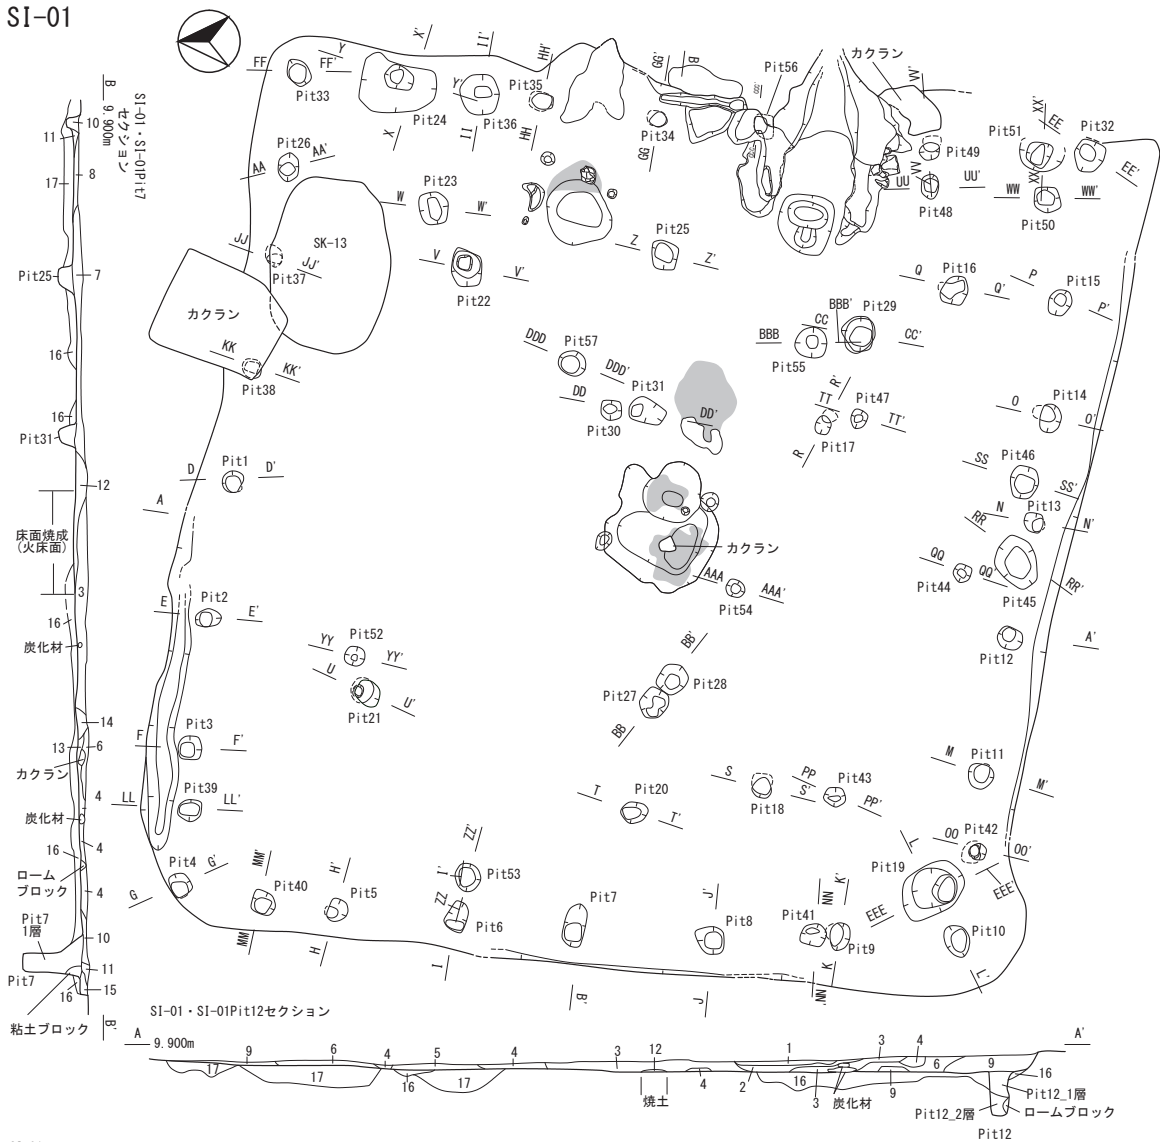 SI-01
B
9.900m
SI-01・SI-01Pit7
セクション
10
11
8
17
Pit25
7
16
16
Pit31
12
床面焼成
(火床面)
3
16
炭化材
14
13
6
カクラン
4
炭化材
16
4
ローム
ブロック
4
Pit7
1層
10
Pit7
11
16
15
粘土ブロック
B'
FF
FF'
Pit33
Y
Y'
X'
X
Pit24
II'
II
Pit36
HH'
HH
Pit35
GG'
GG
Pit34
B
Pit56
カクラン
VV'
VV
Pit49
UU
UU'
Pit48
XX'
XX
EE
EE'
Pit51
Pit32
WW
WW'
Pit50
AA
AA'
Pit26
W
W'
Pit23
JJ
JJ'
Pit37
SK-13
カクラン
V
V'
Pit22
Z
Z'
Pit25
Q
Q'
Pit16
P
P'
Pit15
KK
KK'
Pit38
DDD
DDD'
Pit57
DD
DD'
Pit30
Pit31
BBB
BBB'
CC
CC'
Pit29
Pit55
R'
R
TT
TT'
Pit47
Pit17
O
O'
Pit14
SS
SS'
Pit46
N
N'
Pit13
RR
RR'
Pit45
QQ
QQ'
Pit44
D
D'
Pit1
A
カクラン
AAA
AAA'
Pit54
E
E'
Pit2
A'
Pit12
YY
YY'
Pit52
U
U'
Pit21
BB'
BB
Pit28
Pit27
F
F'
Pit3
LL
LL'
Pit39
T
T'
Pit20
S
S'
Pit18
PP
PP'
Pit43
M
M'
Pit11
OO
OO'
Pit42
L
L'
Pit19
EEE
EEE'
Pit10
G
G'
Pit4
MM'
MM
Pit40
H'
H
Pit5
ZZ'
ZZ
I'
I
Pit53
Pit6
Pit7
B'
J'
J
Pit8
NN
NN'
K'
K
Pit41
Pit9
SI-01・SI-01Pit12セクション
A
9.900m
A'
9
6
4
5
4
3
12
1
3
4
17
17
16
17
焼土
4
2
16
3
炭化材
9
6
9
16
Pit12_1層
Pit12_2層
ロームブロック
Pit12